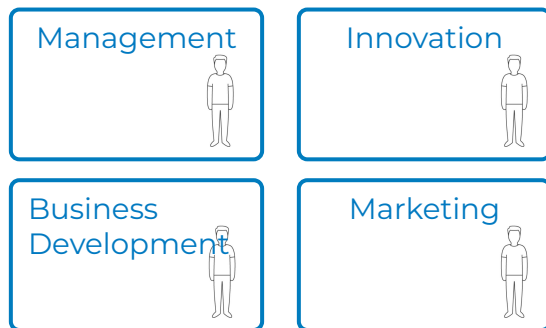 Management
Innovation
Business
Development
Marketing